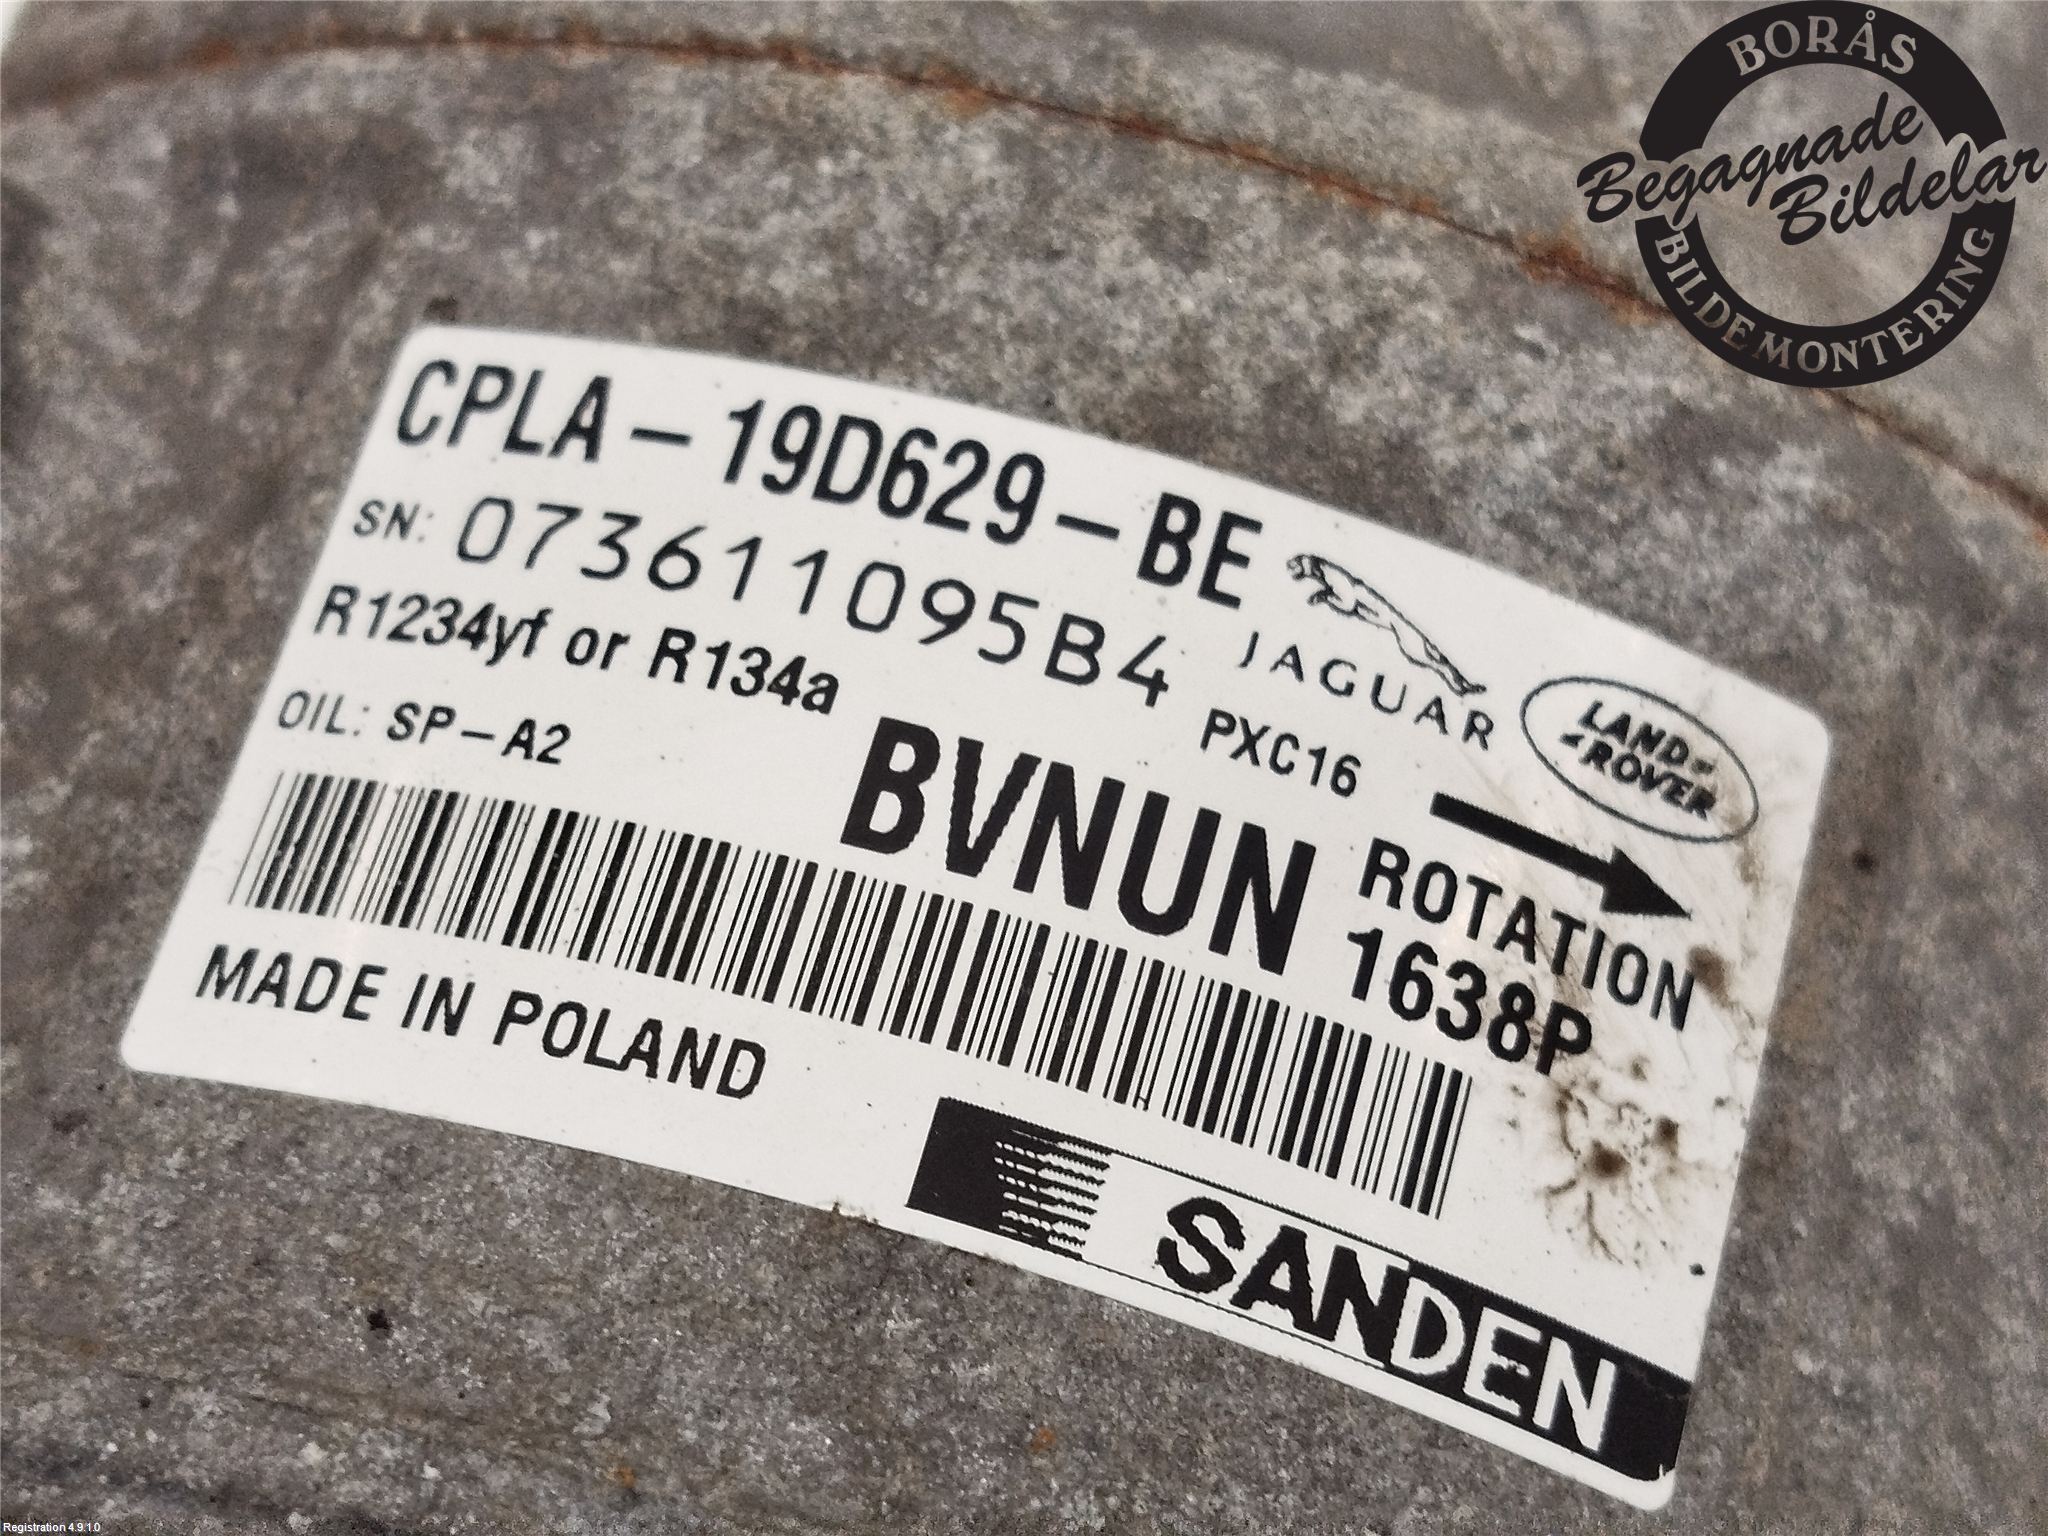 BORÅS
Begagnade
Bildelar
BILDEMONTERING
CPLA-19D629-BE
SN: 073611095B4
JAGUAR
LAND-
-ROVER
R1234yf or R134a
PXC16
OIL: SP-A2
BVNUN
ROTATION
1638P
MADE IN POLAND
SANDEN
Registration 4.9.1.0